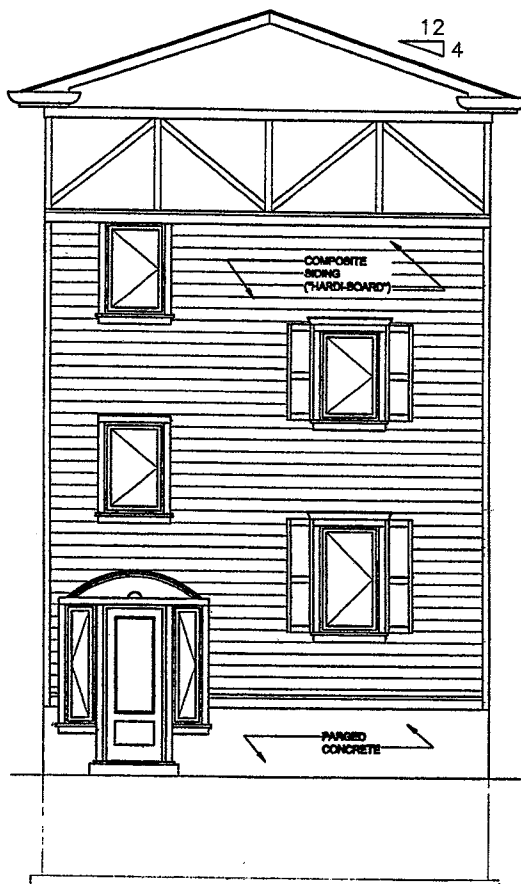 12
4
COMPOSITE
SIDING
("HARDI-BOARD")
PARGED
CONCRETE